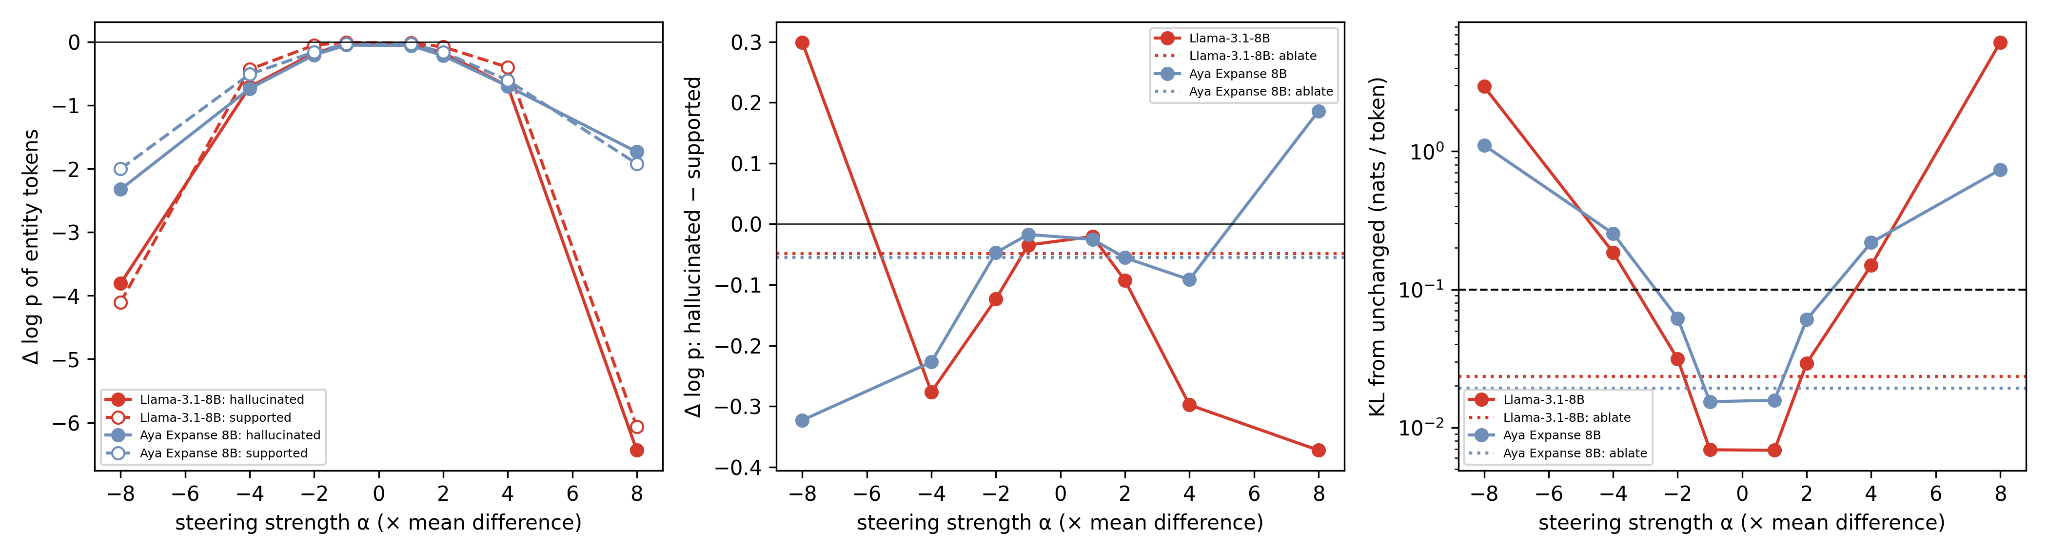 Δ log p of entity tokens
0
−1
−2
−3
−4
−5
−6
Llama-3.1-8B: hallucinated
Llama-3.1-8B: supported
Aya Expanse 8B: hallucinated
Aya Expanse 8B: supported
−8 −6 −4 −2 0 2 4 6 8
steering strength α (× mean difference)
Δ log p: hallucinated − supported
0.3
0.2
0.1
0.0
−0.1
−0.2
−0.3
−0.4
Llama-3.1-8B
Llama-3.1-8B: ablate
Aya Expanse 8B
Aya Expanse 8B: ablate
−8 −6 −4 −2 0 2 4 6 8
steering strength α (× mean difference)
KL from unchanged (nats / token)
10⁰
10⁻¹
10⁻²
Llama-3.1-8B
Llama-3.1-8B: ablate
Aya Expanse 8B
Aya Expanse 8B: ablate
−8 −6 −4 −2 0 2 4 6 8
steering strength α (× mean difference)